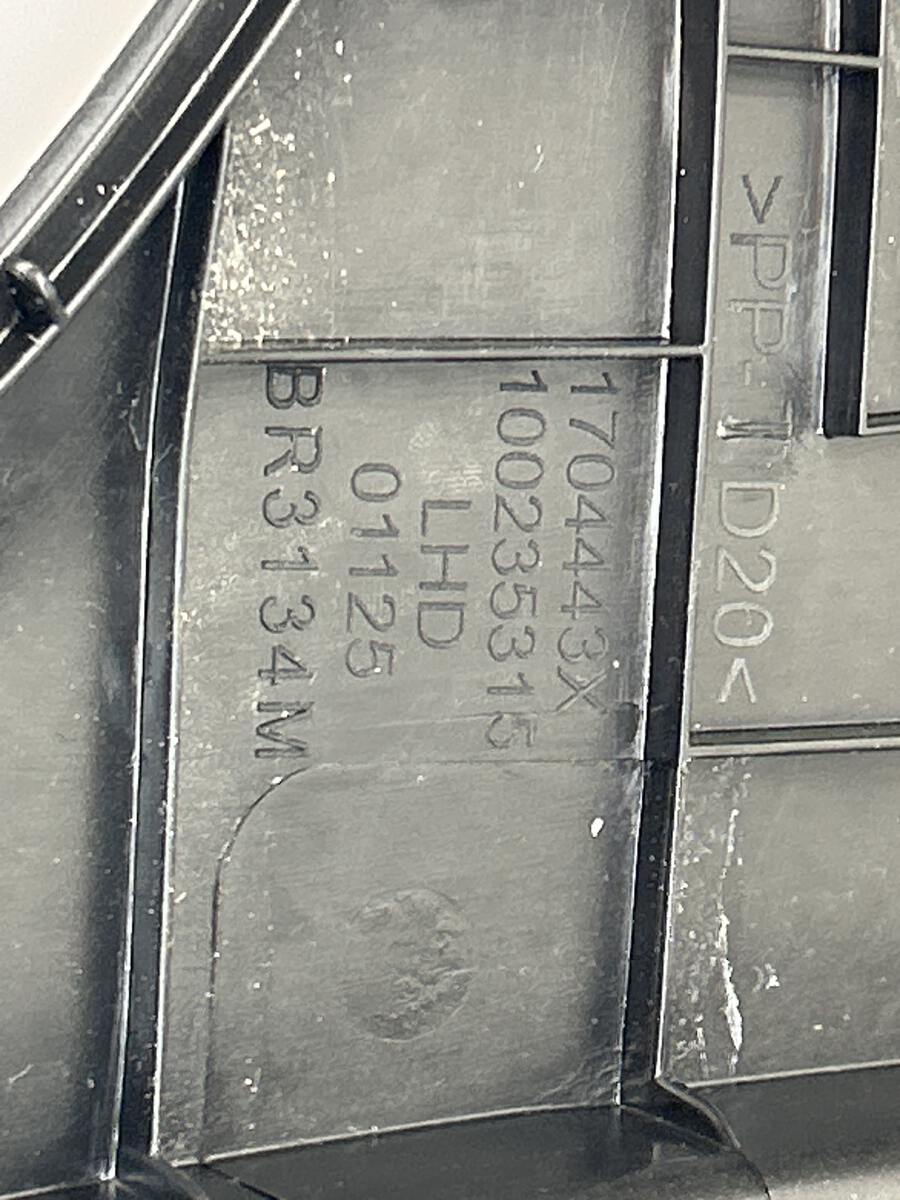 >PP-TD20<
1704443X
100235315
LHD
01125
BR3134M